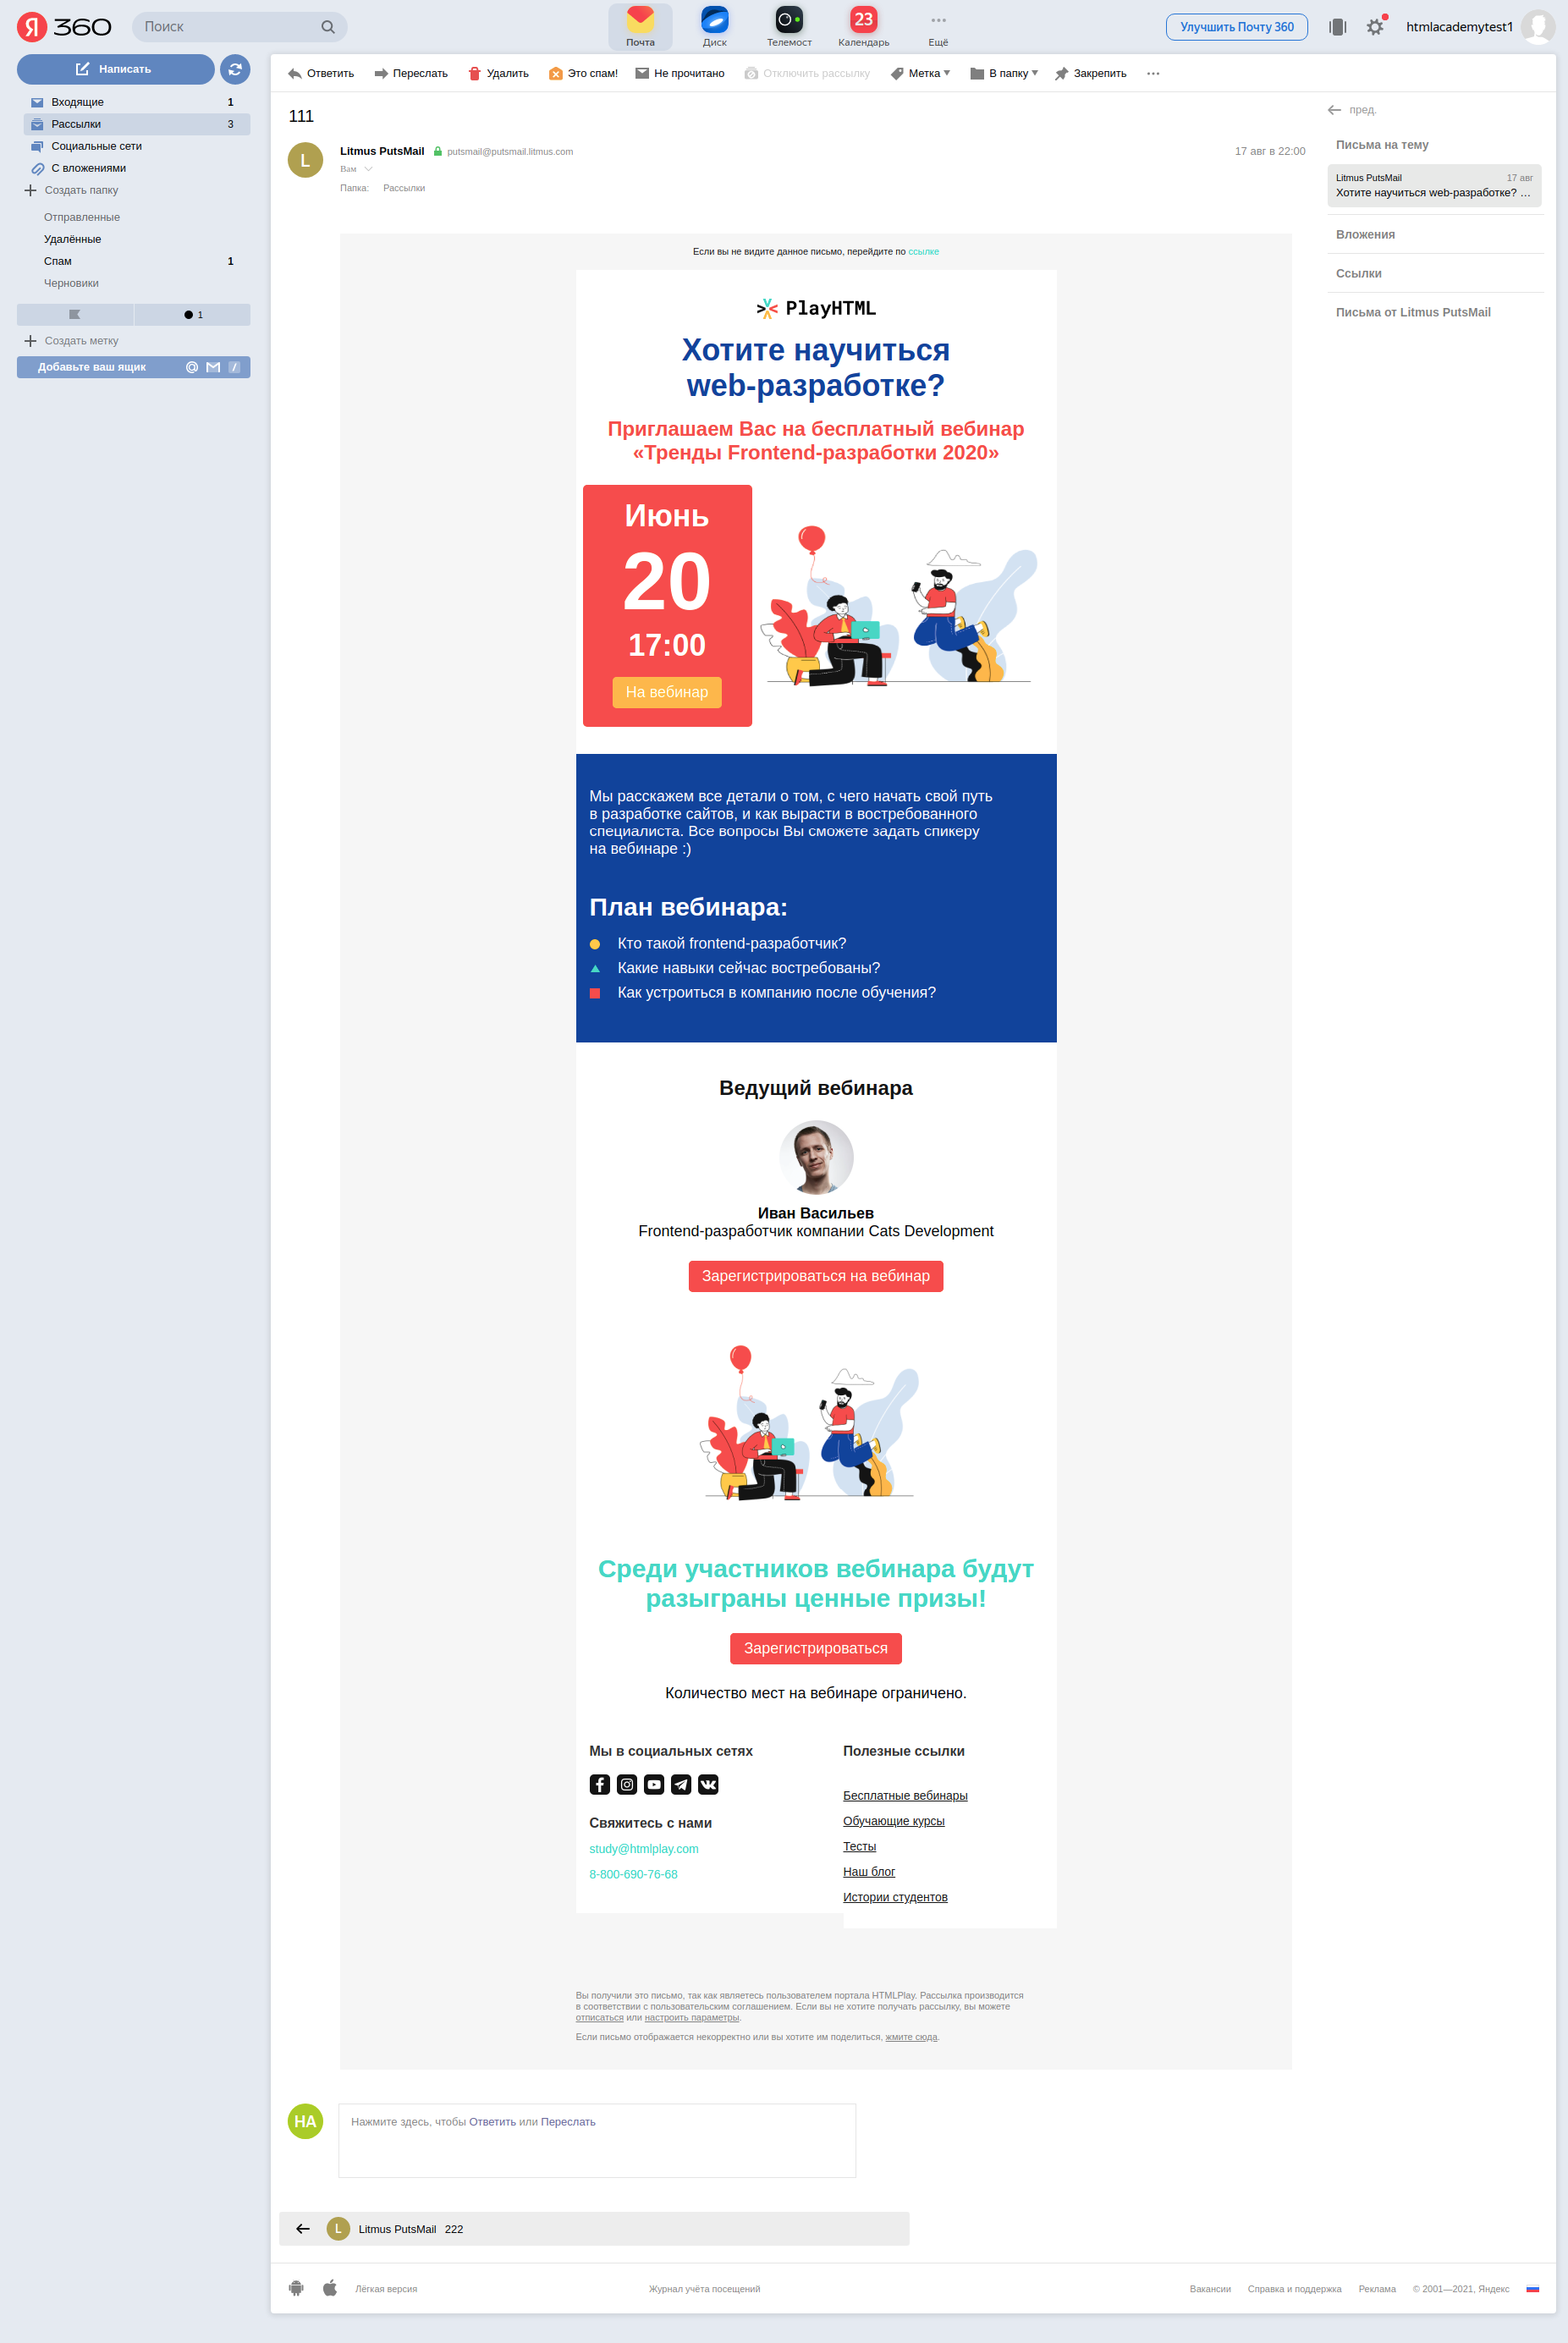 Я 360
Поиск
Почта
Диск
Телемост
23
Календарь
Ещё
Улучшить Почту 360
htmlacademytest1
Написать
Входящие 1
Рассылки 3
Социальные сети
С вложениями
Создать папку
Отправленные
Удалённые
Спам 1
Черновики
1
Создать метку
Добавьте ваш ящик
Ответить Переслать Удалить Это спам! Не прочитано Отключить рассылку Метка В папку Закрепить
111
L
Litmus PutsMail putsmail@putsmail.litmus.com 17 авг в 22:00
Вам
Папка: Рассылки
пред.
Письма на тему
Litmus PutsMail 17 авг
Хотите научиться web-разработке? …
Вложения
Ссылки
Письма от Litmus PutsMail
Если вы не видите данное письмо, перейдите по ссылке
PlayHTML
Хотите научиться
web-разработке?
Приглашаем Вас на бесплатный вебинар
«Тренды Frontend-разработки 2020»
Июнь
20
17:00
На вебинар
Мы расскажем все детали о том, с чего начать свой путь
в разработке сайтов, и как вырасти в востребованного
специалиста. Все вопросы Вы сможете задать спикеру
на вебинаре :)
План вебинара:
Кто такой frontend-разработчик?
Какие навыки сейчас востребованы?
Как устроиться в компанию после обучения?
Ведущий вебинара
Иван Васильев
Frontend-разработчик компании Cats Development
Зарегистрироваться на вебинар
Среди участников вебинара будут
разыграны ценные призы!
Зарегистрироваться
Количество мест на вебинаре ограничено.
Мы в социальных сетях
Свяжитесь с нами
study@htmlplay.com
8-800-690-76-68
Полезные ссылки
Бесплатные вебинары
Обучающие курсы
Тесты
Наш блог
Истории студентов
Вы получили это письмо, так как являетесь пользователем портала HTMLPlay. Рассылка производится
в соответствии с пользовательским соглашением. Если вы не хотите получать рассылку, вы можете
отписаться или настроить параметры.
Если письмо отображается некорректно или вы хотите им поделиться, жмите сюда.
HA
Нажмите здесь, чтобы Ответить или Переслать
L Litmus PutsMail 222
Лёгкая версия Журнал учёта посещений Вакансии Справка и поддержка Реклама © 2001—2021, Яндекс